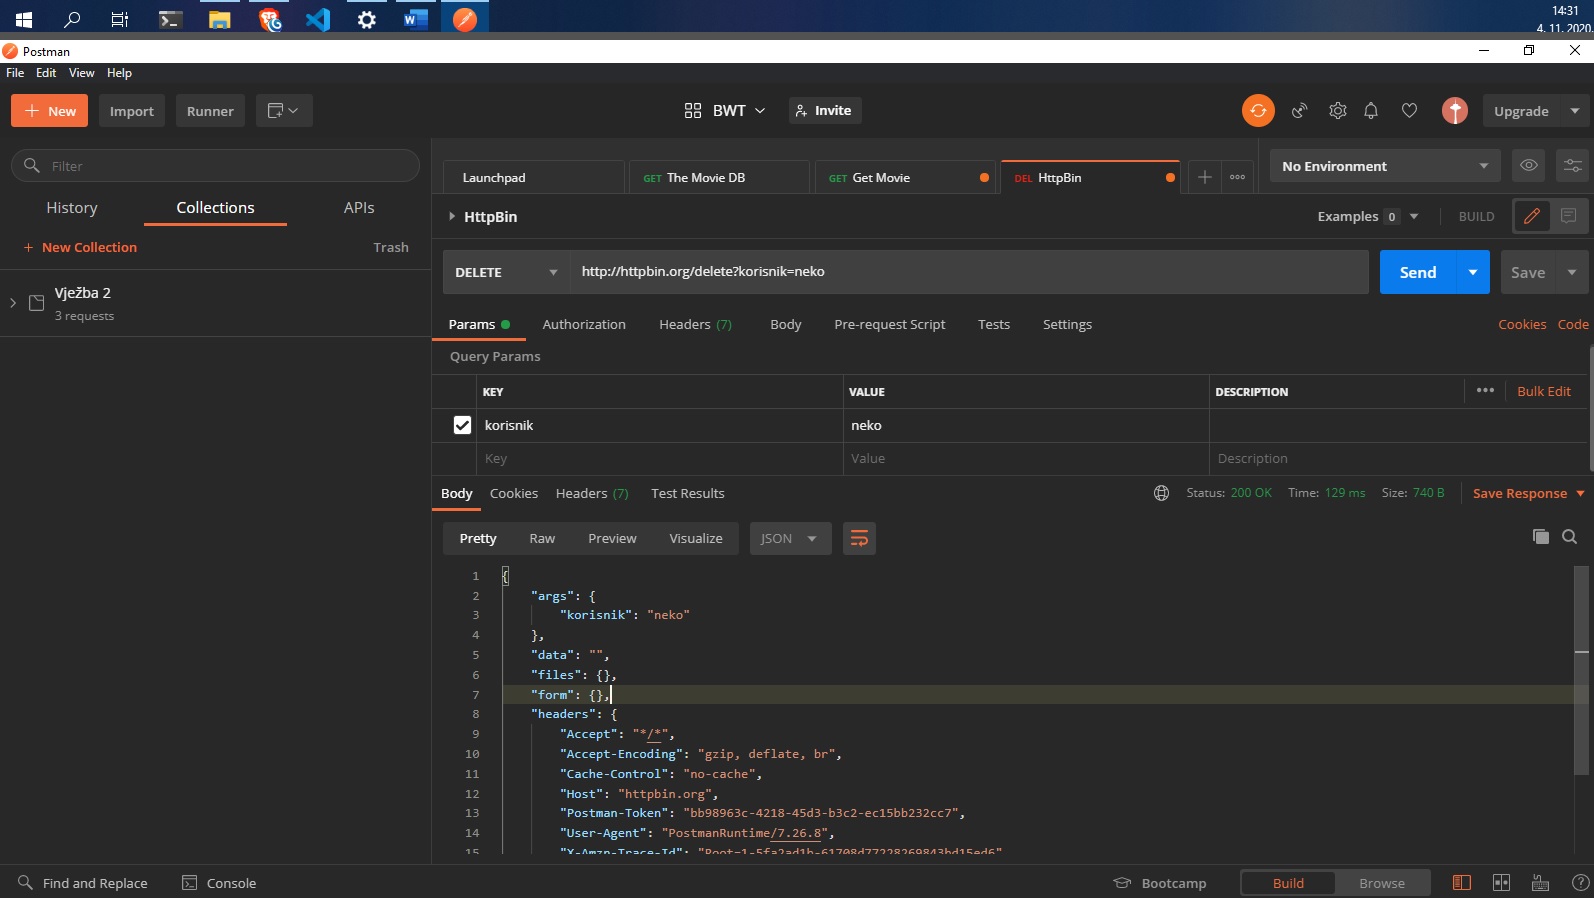 14:31
4. 11. 2020.
Postman
File Edit View Help
+ New Import Runner
BWT
Invite
Upgrade
Filter
History Collections APIs
+ New Collection Trash
Vježba 2
3 requests
Launchpad
GET The Movie DB
GET Get Movie
DEL HttpBin
No Environment
HttpBin
Examples 0
BUILD
DELETE
http://httpbin.org/delete?korisnik=neko
Send
Save
Params Authorization Headers (7) Body Pre-request Script Tests Settings Cookies Code
Query Params
KEY VALUE DESCRIPTION ••• Bulk Edit
korisnik neko
Key Value Description
Body Cookies Headers (7) Test Results Status: 200 OK Time: 129 ms Size: 740 B Save Response
Pretty Raw Preview Visualize JSON
1 {
2 "args": {
3 "korisnik": "neko"
4 },
5 "data": "",
6 "files": {},
7 "form": {},
8 "headers": {
9 "Accept": "*/*",
10 "Accept-Encoding": "gzip, deflate, br",
11 "Cache-Control": "no-cache",
12 "Host": "httpbin.org",
13 "Postman-Token": "bb98963c-4218-45d3-b3c2-ec15bb232cc7",
14 "User-Agent": "PostmanRuntime/7.26.8",
15 "X-Amzn-Trace-Id": "Root=1-5fa2ad1b-61708d77228269843bd15ed6"
Find and Replace Console Bootcamp Build Browse